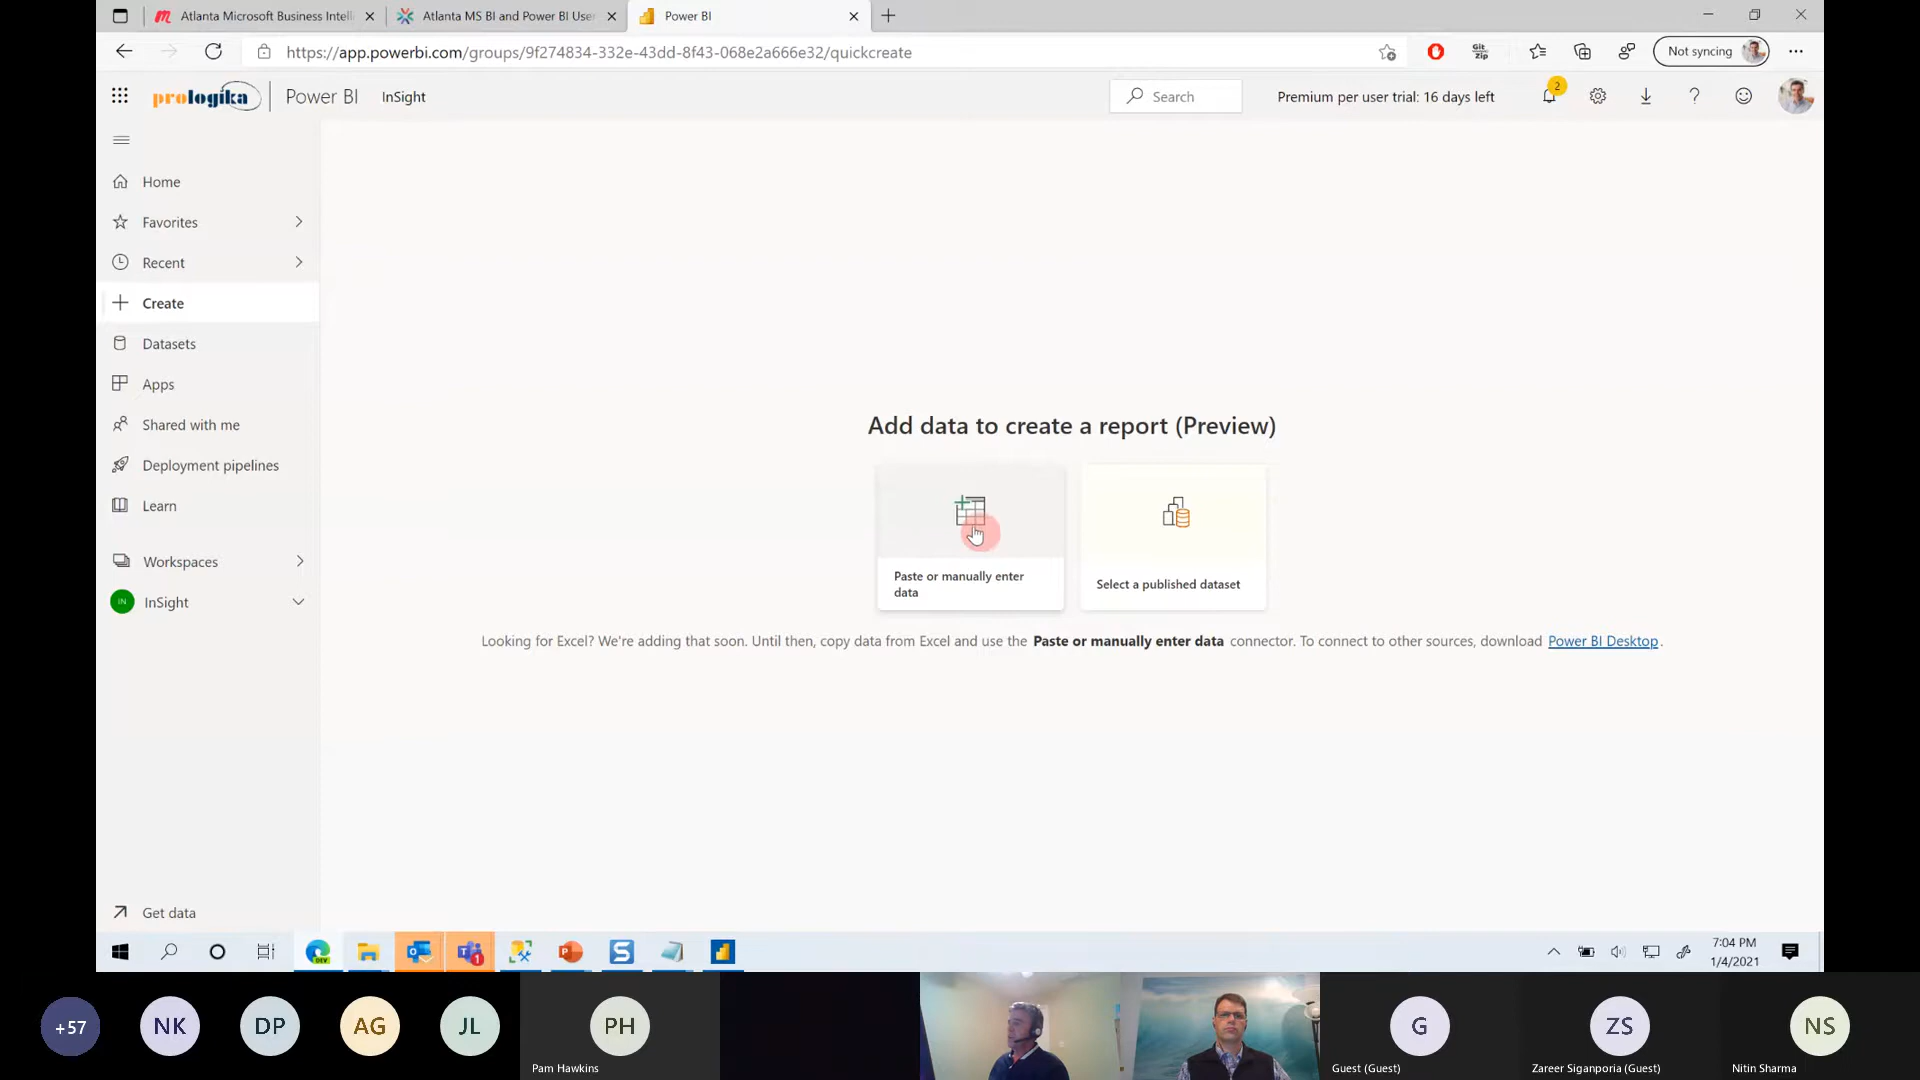 Atlanta Microsoft Business Intelli
Atlanta MS BI and Power BI User
Power BI
https://app.powerbi.com/groups/9f274834-332e-43dd-8f43-068e2a666e32/quickcreate
Git
Zip
Not syncing
prologika
Power BI
InSight
Search
Premium per user trial: 16 days left
2
Home
Favorites
Recent
Create
Datasets
Apps
Shared with me
Deployment pipelines
Learn
Workspaces
IN
InSight
Get data
Add data to create a report (Preview)
Paste or manually enter
data
Select a published dataset
Looking for Excel? We're adding that soon. Until then, copy data from Excel and use the Paste or manually enter data connector. To connect to other sources, download Power BI Desktop.
DEV
1
7:04 PM
1/4/2021
+57
NK
DP
AG
JL
PH
Pam Hawkins
G
Guest (Guest)
ZS
Zareer Siganporia (Guest)
NS
Nitin Sharma